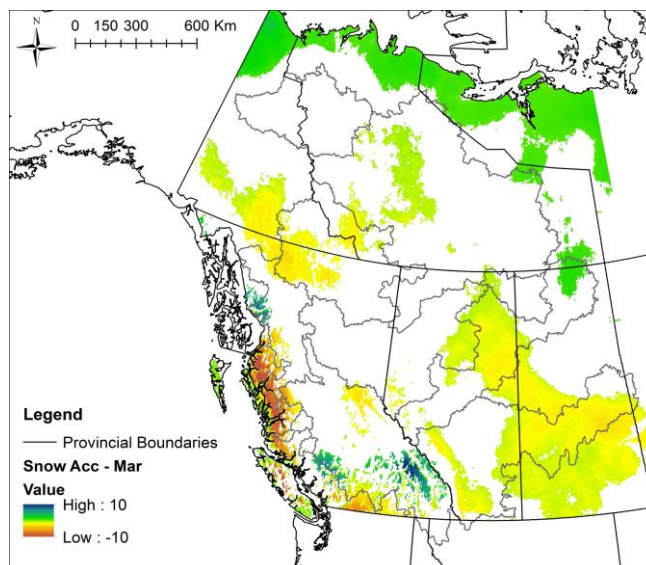 N
0 150 300 600 Km
Legend
Provincial Boundaries
Snow Acc - Mar
Value
High : 10
Low : -10